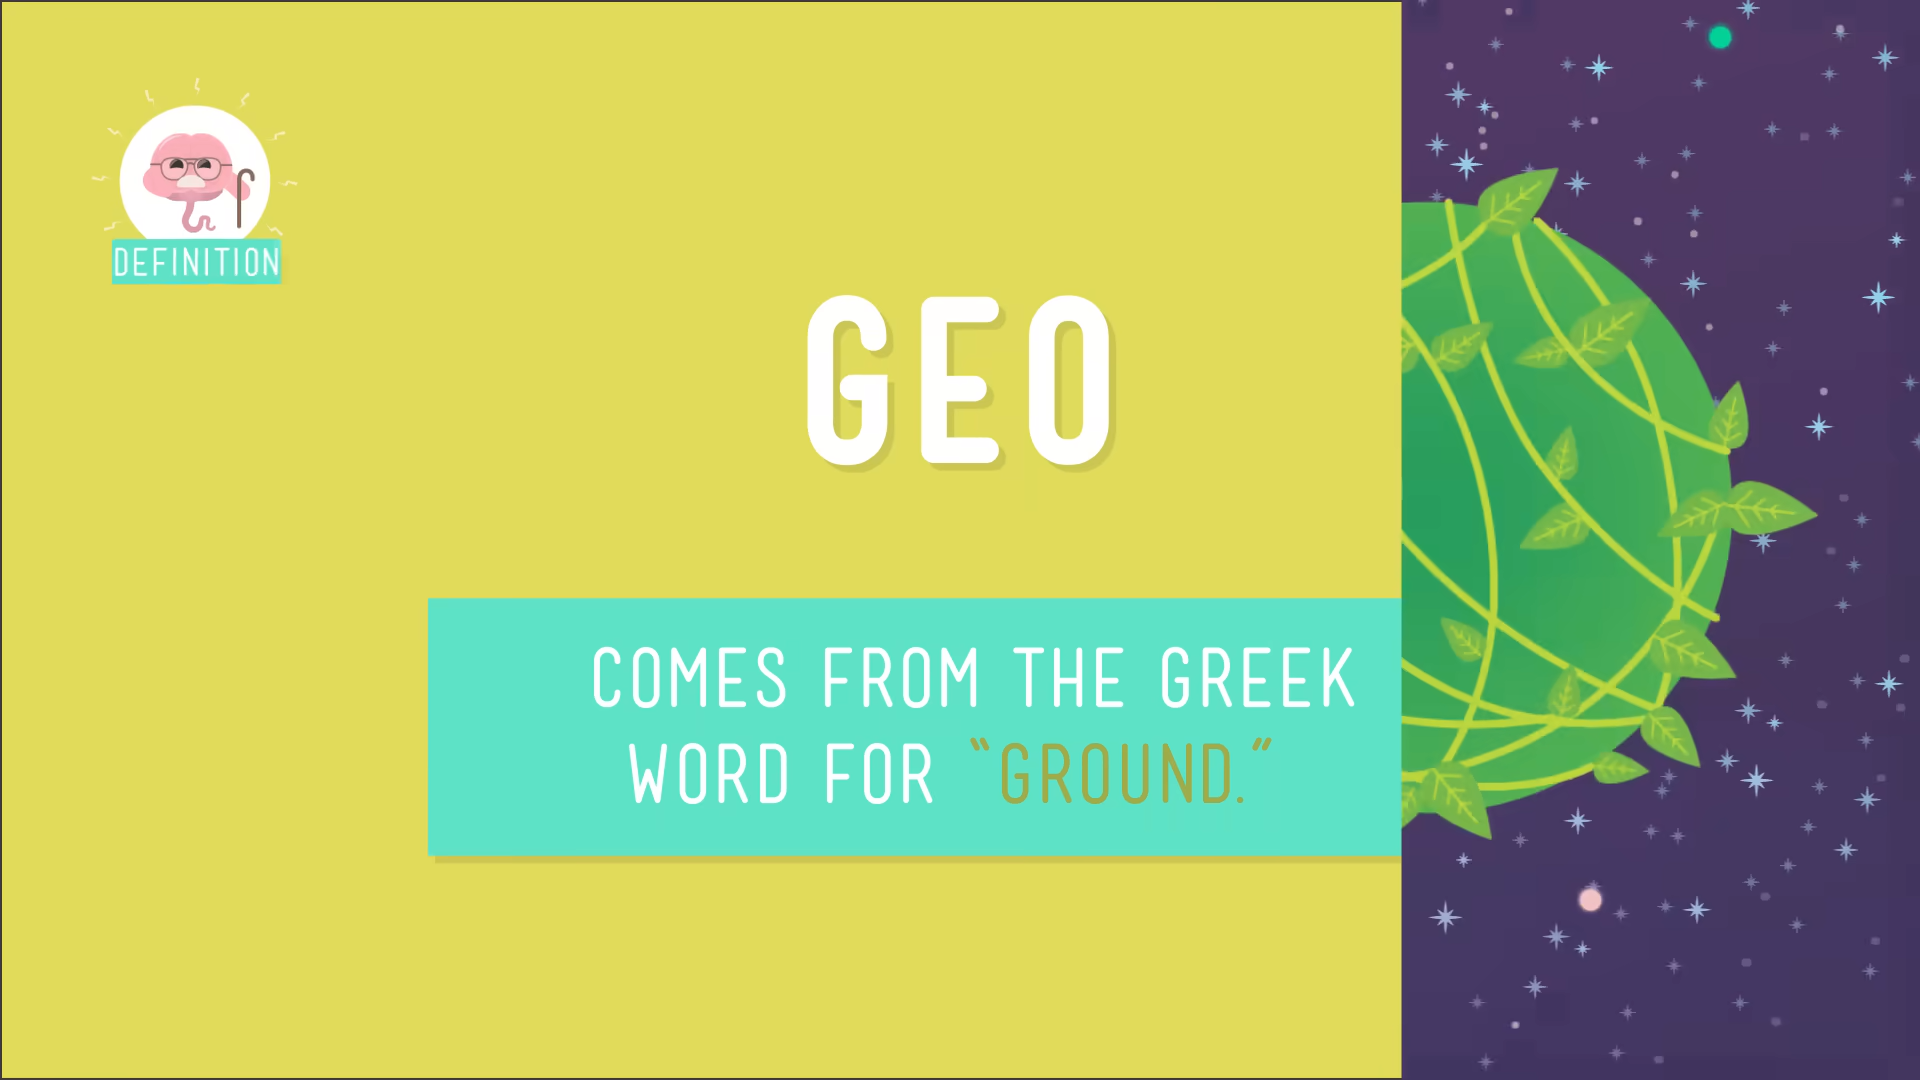 DEFINITION
GEO
COMES FROM THE GREEK
WORD FOR “GROUND.”